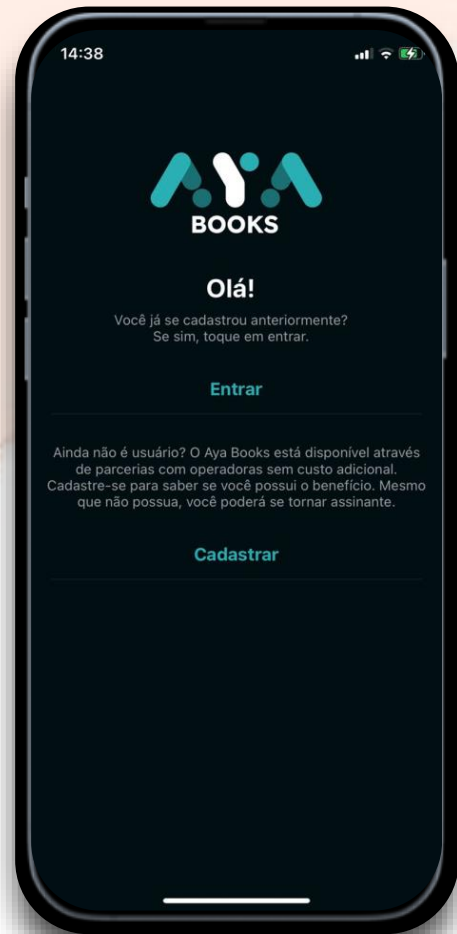 14:38
AYA
BOOKS
Olá!
Você já se cadastrou anteriormente?
Se sim, toque em entrar.
Entrar
Ainda não é usuário? O Aya Books está disponível através
de parcerias com operadoras sem custo adicional.
Cadastre-se para saber se você possui o benefício. Mesmo
que não possua, você poderá se tornar assinante.
Cadastrar